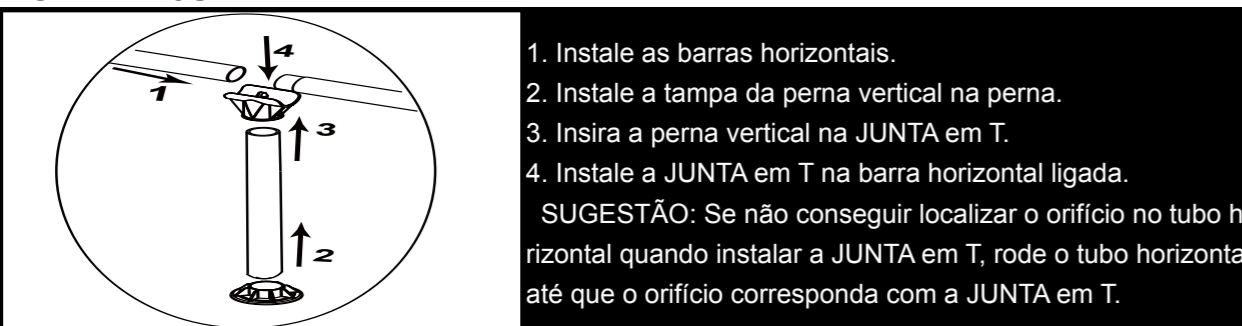 4
1
3
2
1. Instale as barras horizontais.
2. Instale a tampa da perna vertical na perna.
3. Insira a perna vertical na JUNTA em T.
4. Instale a JUNTA em T na barra horizontal ligada.
SUGESTÃO: Se não conseguir localizar o orifício no tubo h
rizontal quando instalar a JUNTA em T, rode o tubo horizonta
até que o orifício corresponda com a JUNTA em T.